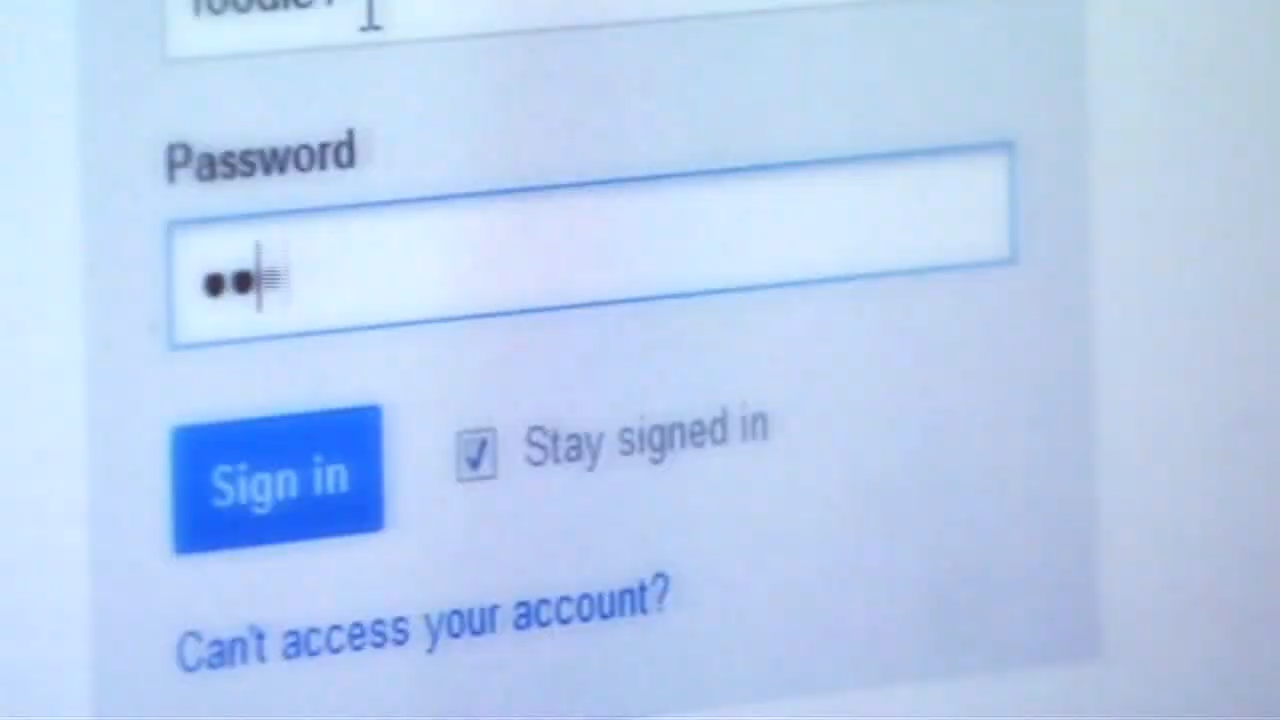 Password
••
Sign in
Stay signed in
Can't access your account?